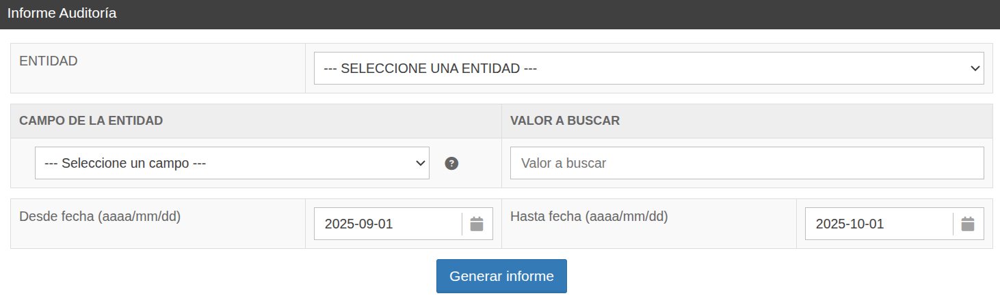 Informe Auditoría
ENTIDAD
--- SELECCIONE UNA ENTIDAD ---
CAMPO DE LA ENTIDAD
VALOR A BUSCAR
--- Seleccione un campo ---
?
Valor a buscar
Desde fecha (aaaa/mm/dd)
2025-09-01
Hasta fecha (aaaa/mm/dd)
2025-10-01
Generar informe